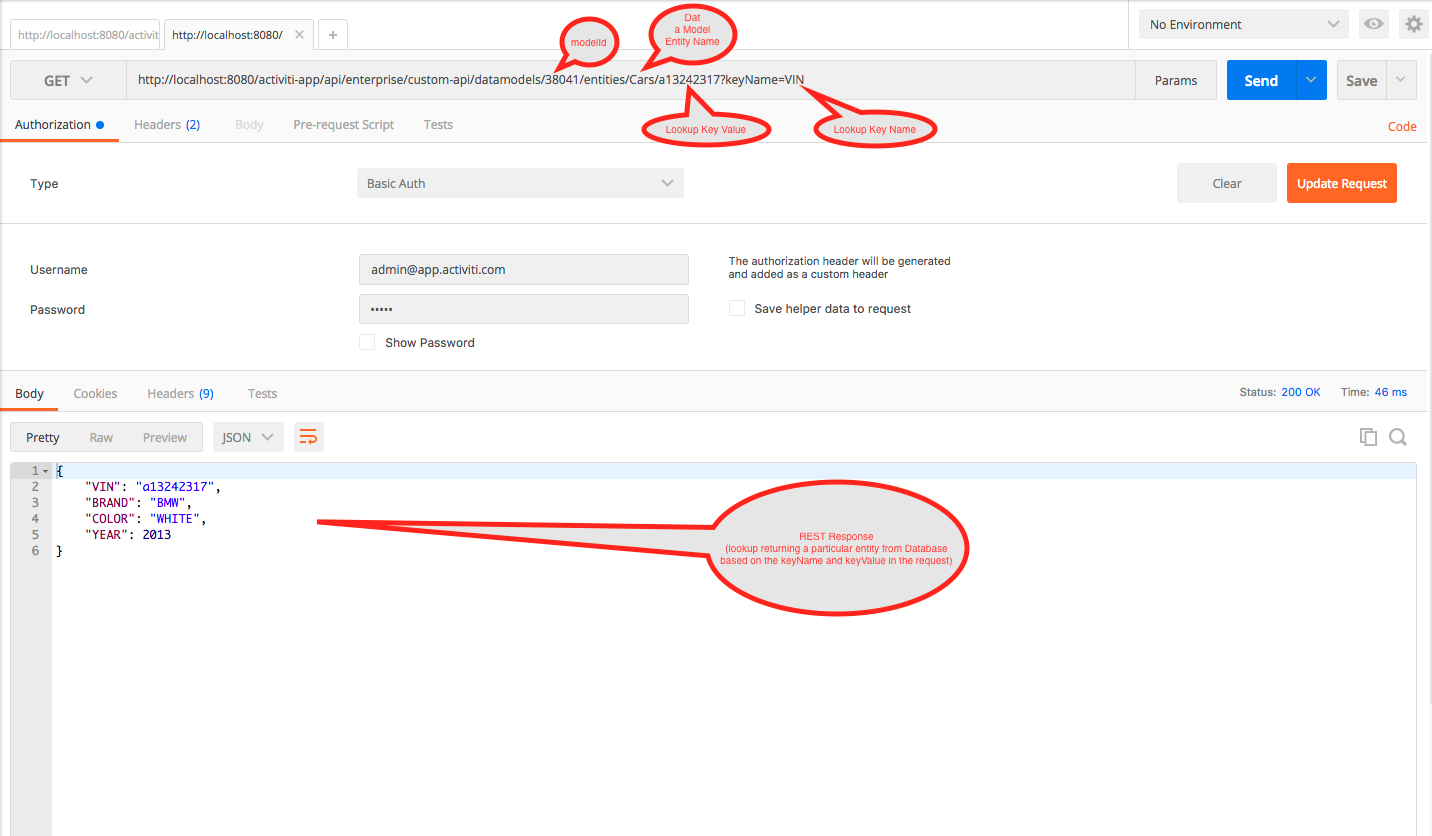 http://localhost:8080/activit
http://localhost:8080/
No Environment
modelId
Dat
a Model
Entity Name
GET
http://localhost:8080/activiti-app/api/enterprise/custom-api/datamodels/38041/entities/Cars/a13242317?keyName=VIN
Params
Send
Save
Authorization
Headers (2)
Body
Pre-request Script
Tests
Lookup Key Value
Lookup Key Name
Code
Type
Basic Auth
Clear
Update Request
Username
admin@app.activiti.com
The authorization header will be generated
and added as a custom header
Password
•••••
Save helper data to request
Show Password
Body
Cookies
Headers (9)
Tests
Status: 200 OK
Time: 46 ms
Pretty
Raw
Preview
JSON
1 {
2 "VIN": "a13242317",
3 "BRAND": "BMW",
4 "COLOR": "WHITE",
5 "YEAR": 2013
6 }
REST Response
(lookup returning a particular entity from Database
based on the keyName and keyValue in the request)